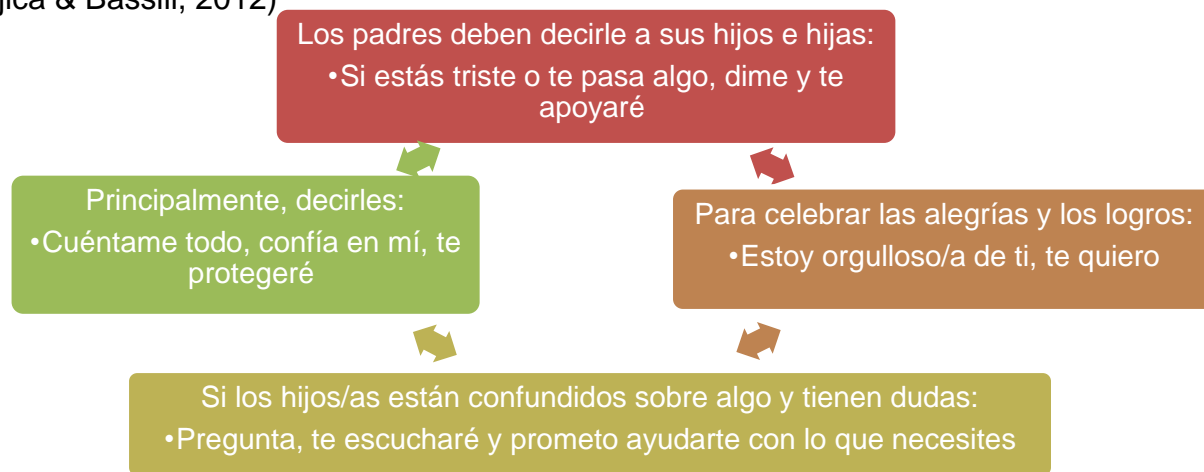 & Bassili, 2012)
Los padres deben decirle a sus hijos e hijas:
•Si estás triste o te pasa algo, dime y te
apoyaré
Principalmente, decirles:
•Cuéntame todo, confía en mí, te
protegeré
Para celebrar las alegrías y los logros:
•Estoy orgulloso/a de ti, te quiero
Si los hijos/as están confundidos sobre algo y tienen dudas:
•Pregunta, te escucharé y prometo ayudarte con lo que necesites